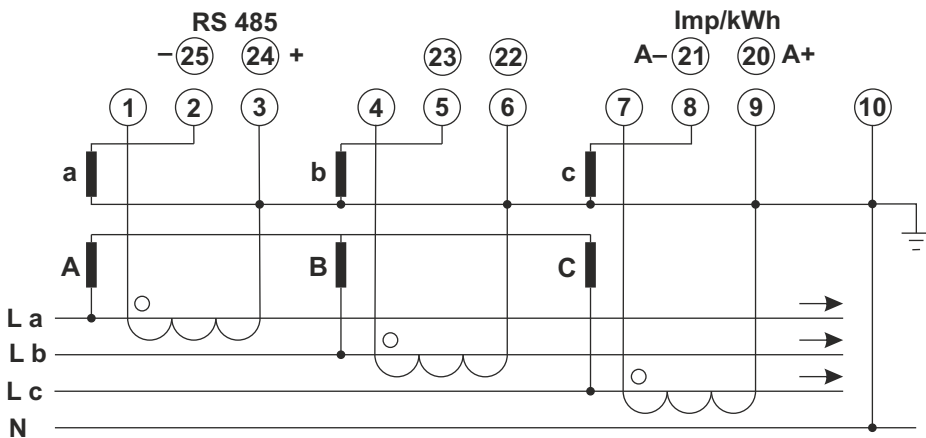 RS 485
Imp/kWh
– 25 24 +
23 22
A– 21 20 A+
1 2 3 4 5 6 7 8 9 10
a b c
A B C
L a
L b
L c
N